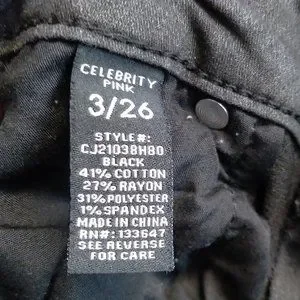 CELEBRITY
PINK
3/26
STYLE#:
CJ21038H80
BLACK
41% COTTON
27% RAYON
31% POLYESTER
1% SPANDEX
MADE IN CHINA
RN#: 133647
SEE REVERSE
FOR CARE